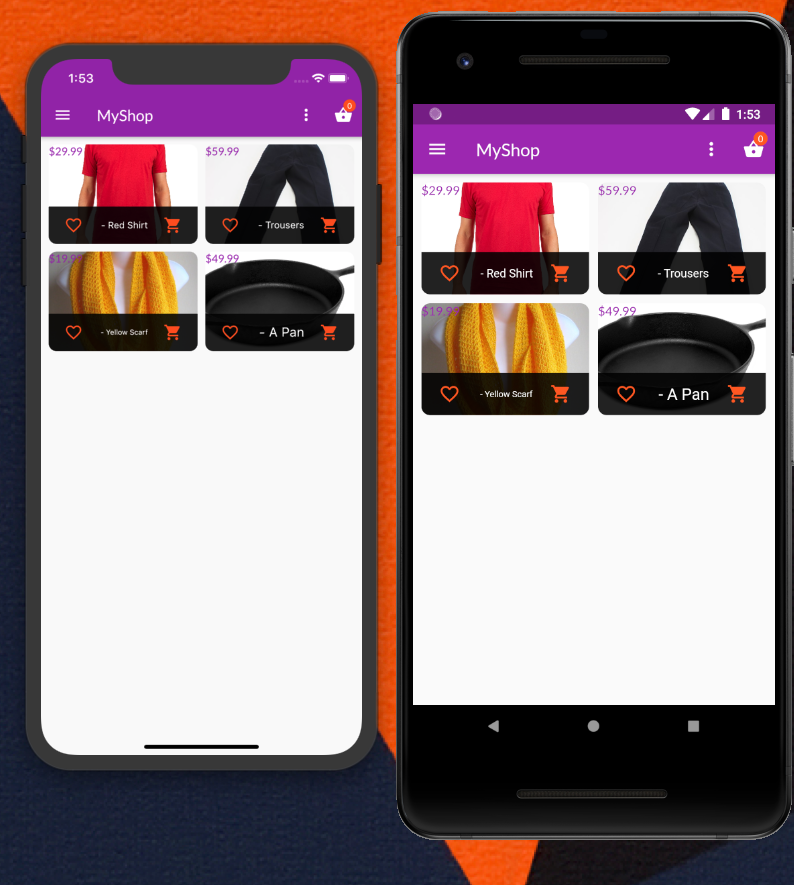 1:53
MyShop
0
$29.99
$59.99
- Red Shirt
- Trousers
$19.99
$49.99
- Yellow Scarf
- A Pan
1:53
MyShop
0
$29.99
$59.99
- Red Shirt
- Trousers
$19.99
$49.99
- Yellow Scarf
- A Pan